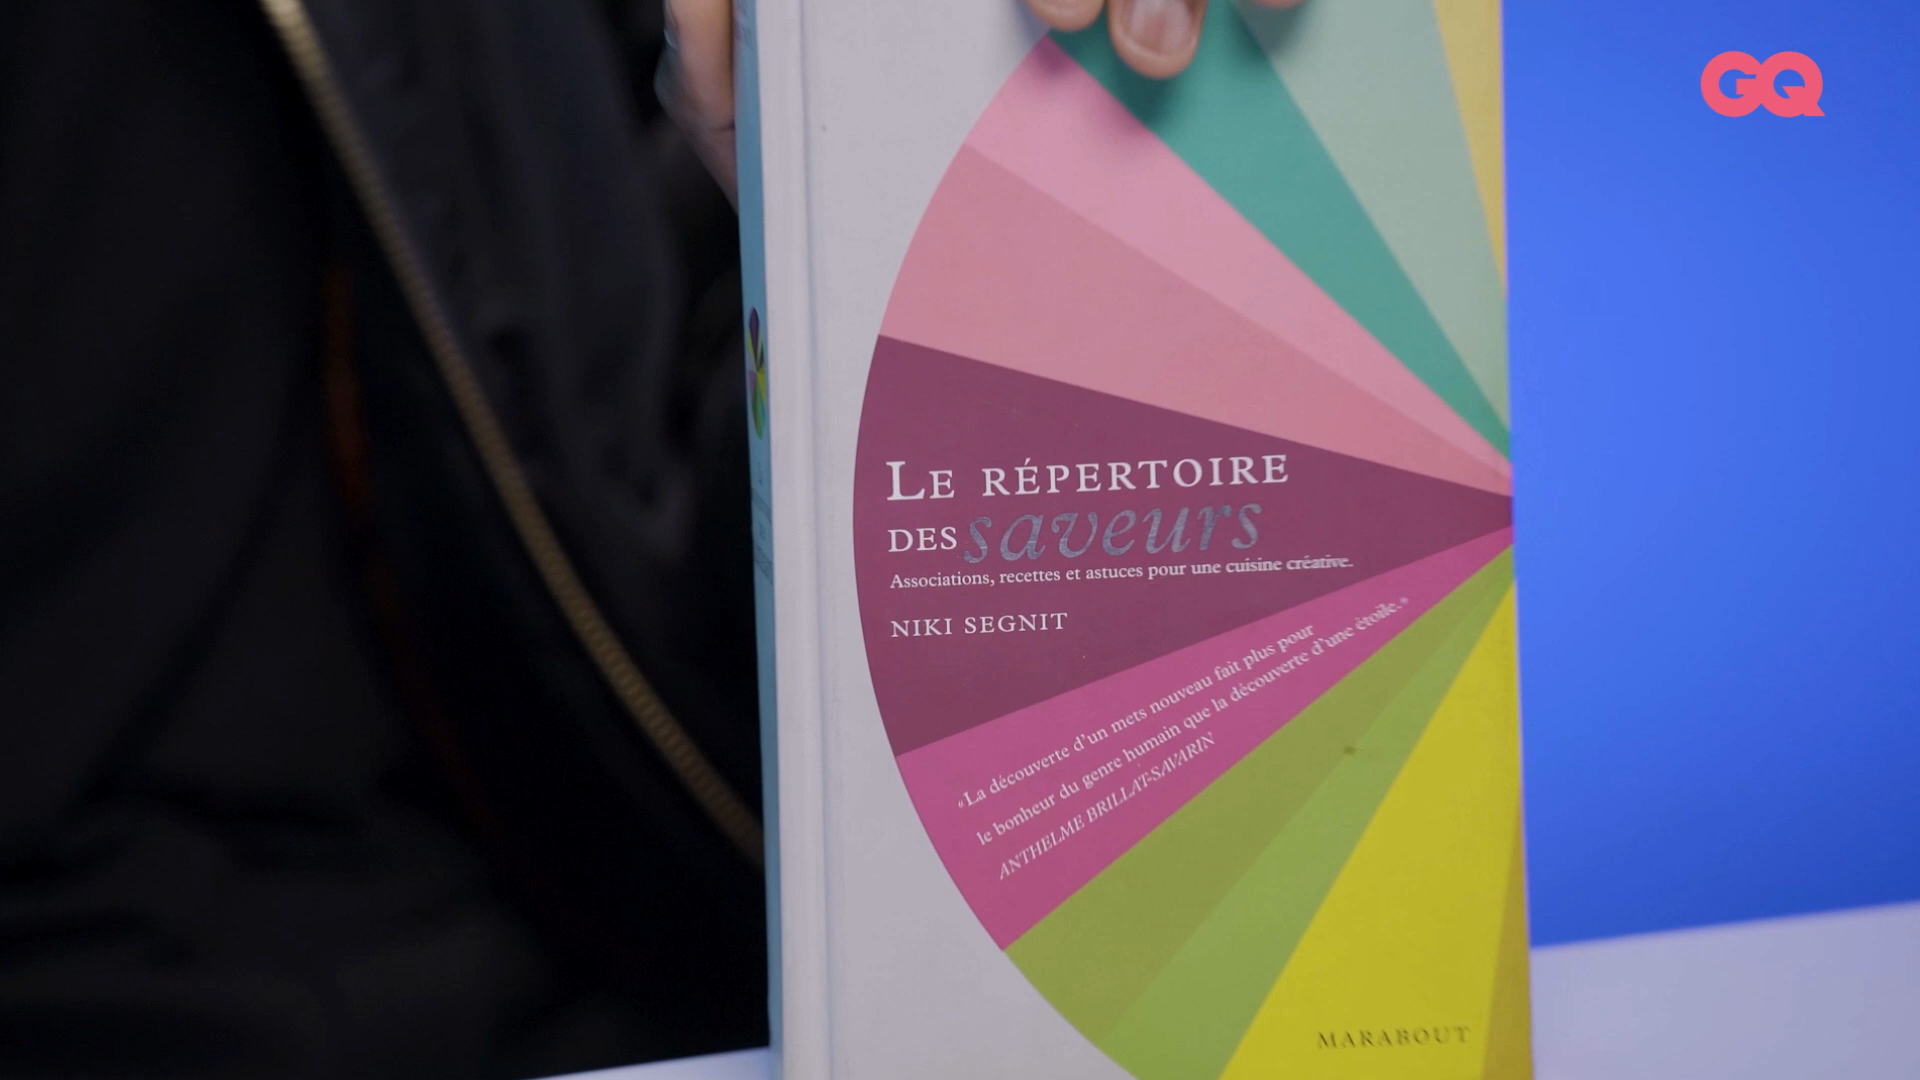 GQ
LE RÉPERTOIRE
DES saveurs
Associations, recettes et astuces pour une cuisine créative.
NIKI SEGNIT
«La découverte d'un mets nouveau fait plus pour
le bonheur du genre humain que la découverte d'une étoile.»
ANTHELME BRILLAT-SAVARIN
MARABOUT